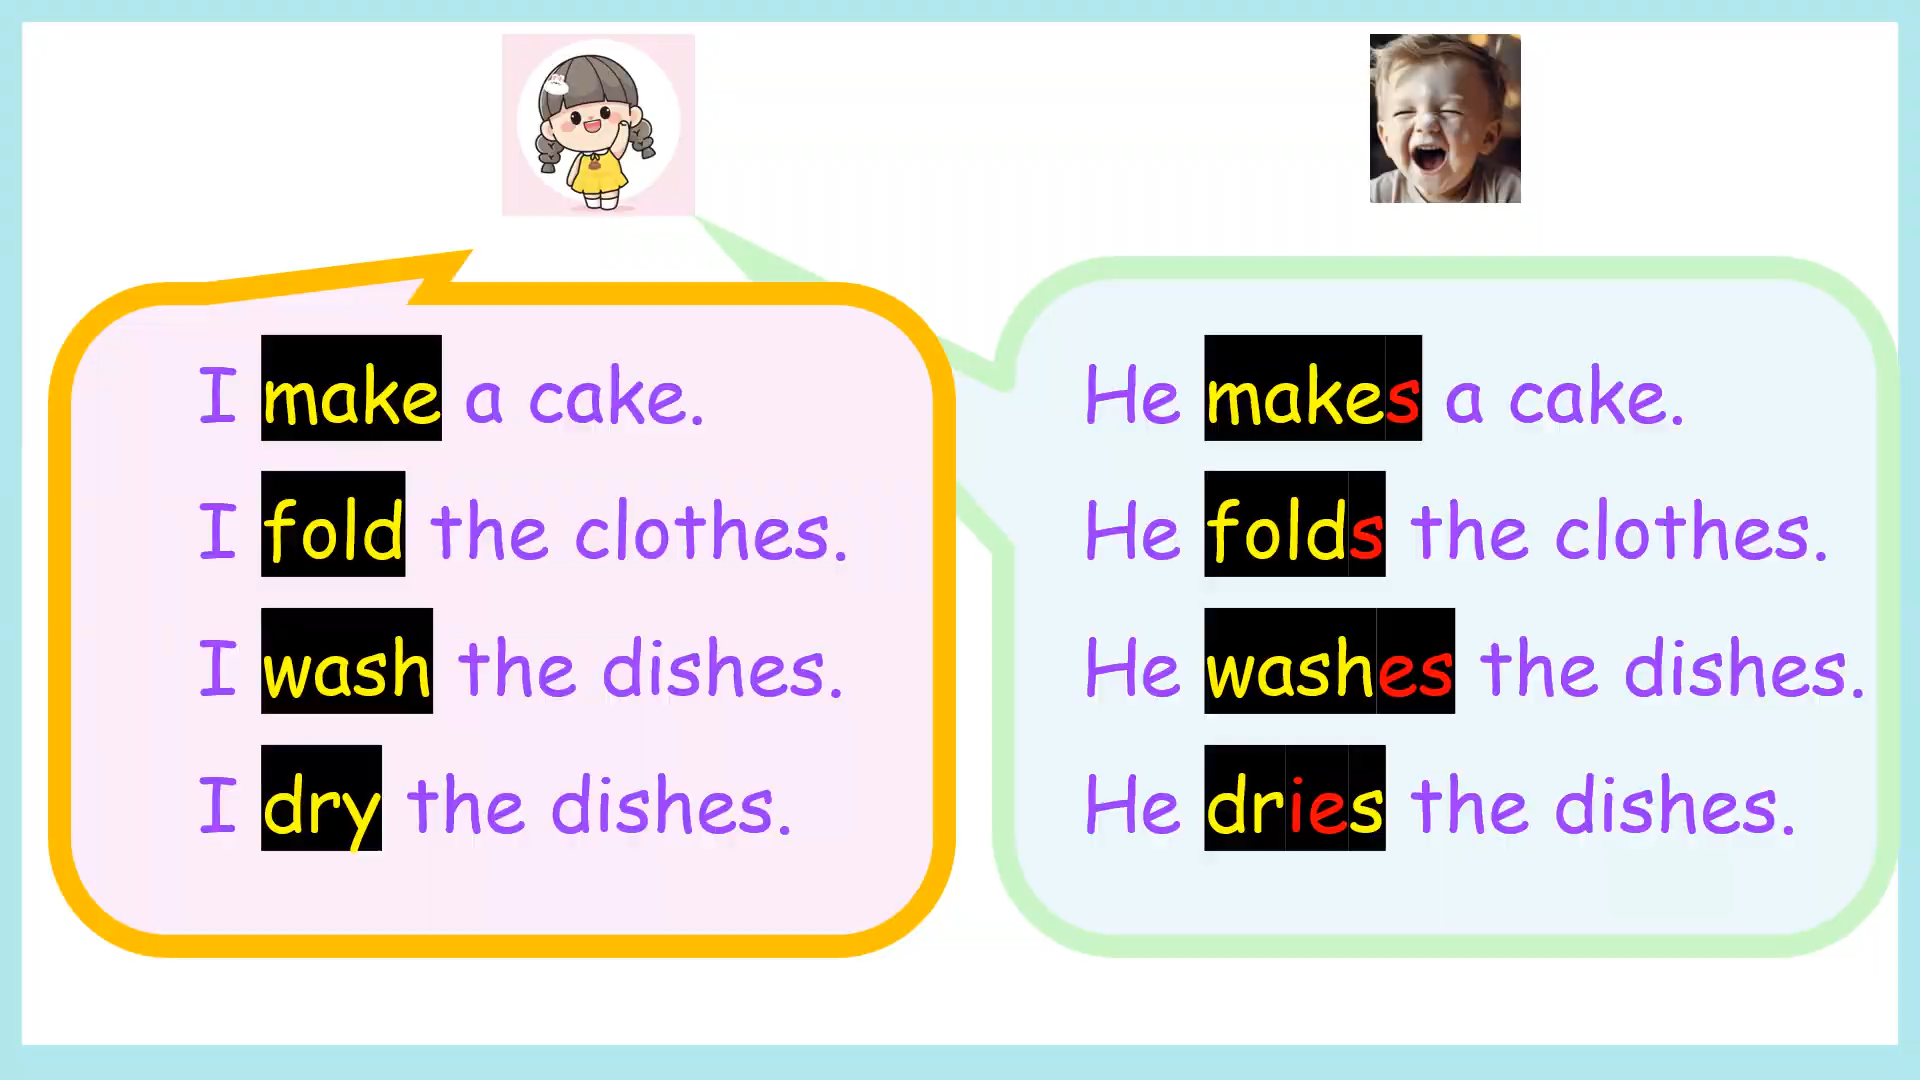 I make a cake.
I fold the clothes.
I wash the dishes.
I dry the dishes.
He makes a cake.
He folds the clothes.
He washes the dishes.
He dries the dishes.